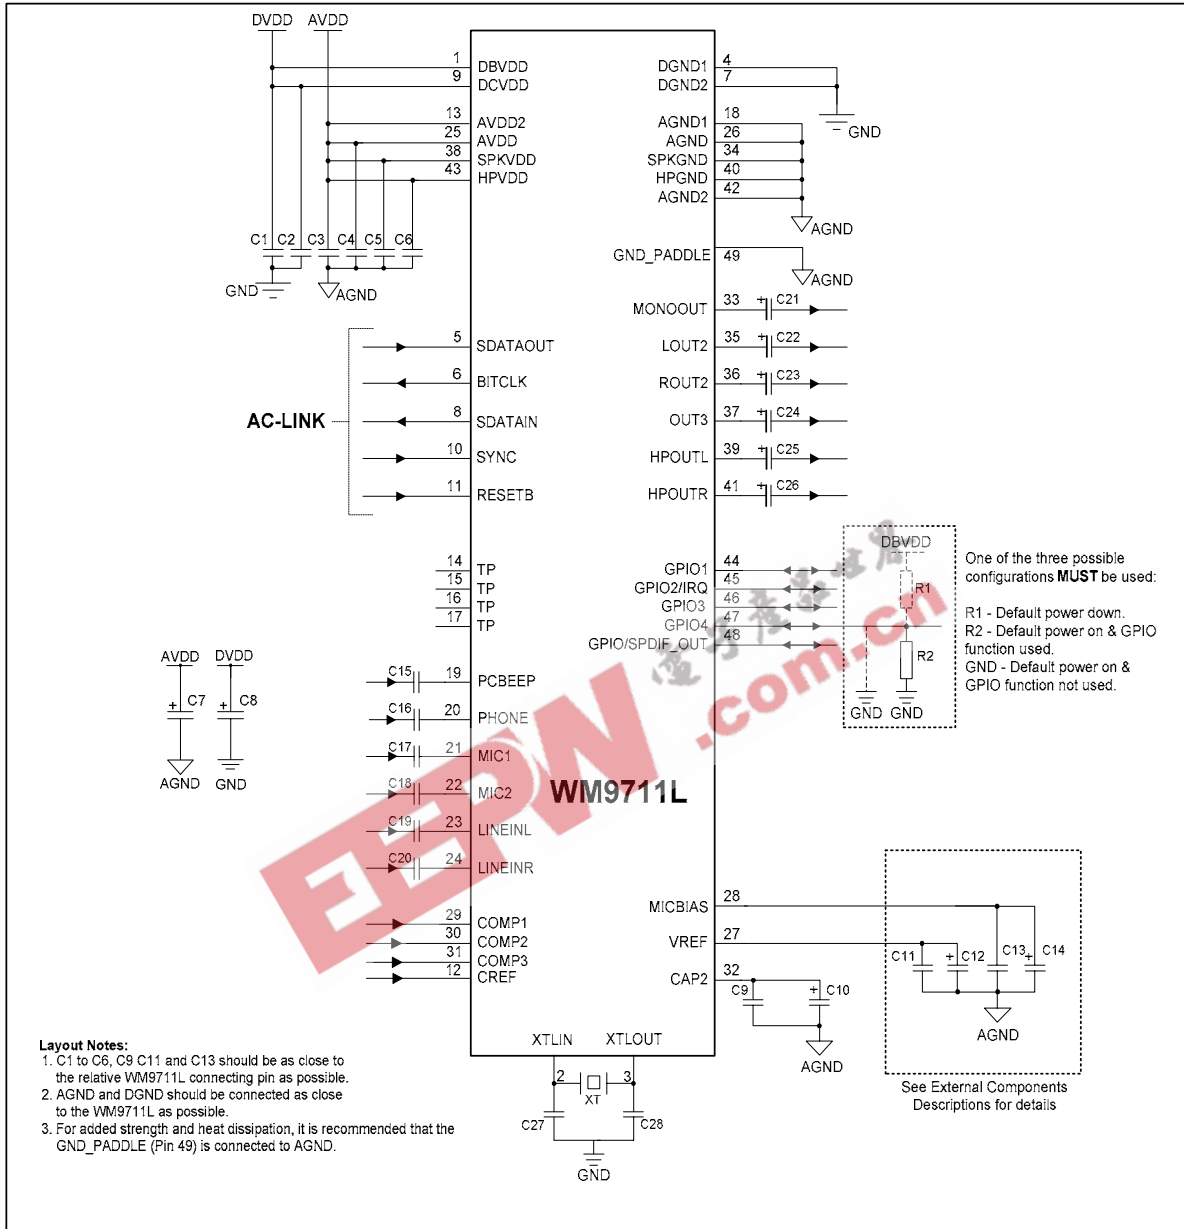 DVDD AVDD
1 DBVDD
9 DCVDD
13 AVDD2
25 AVDD
38 SPKVDD
43 HPVDD
C1 C2 C3 C4 C5 C6
GND AGND
DGND1 4
DGND2 7
GND
AGND1 18
AGND 26
SPKGND 34
HPGND 40
AGND2 42
AGND
GND_PADDLE 49
AGND
MONOOUT 33 + C21
LOUT2 35 + C22
ROUT2 36 + C23
OUT3 37 + C24
HPOUTL 39 + C25
HPOUTR 41 + C26
AC-LINK
5 SDATAOUT
6 BITCLK
8 SDATAIN
10 SYNC
11 RESETB
14 TP
15 TP
16 TP
17 TP
GPIO1 44
GPIO2/IRQ 45
GPIO3 46
GPIO4 47
GPIO/SPDIF_OUT 48
DBVDD
R1
R2
GND GND
One of the three possible
configurations MUST be used:
R1 - Default power down.
R2 - Default power on & GPIO
function used.
GND - Default power on &
GPIO function not used.
AVDD DVDD
+ C7 + C8
AGND GND
C15 19 PCBEEP
C16 20 PHONE
C17 21 MIC1
C18 22 MIC2
C19 23 LINEINL
C20 24 LINEINR
29 COMP1
30 COMP2
31 COMP3
12 CREF
WM9711L
電子產品世界
EEPW .com.cn
MICBIAS 28
VREF 27
CAP2 32
C9 + C10
AGND
C11 + C12 C13 + C14
AGND
See External Components
Descriptions for details
XTLIN XTLOUT
2 3
XT
C27 C28
GND
Layout Notes:
1. C1 to C6, C9 C11 and C13 should be as close to
the relative WM9711L connecting pin as possible.
2. AGND and DGND should be connected as close
to the WM9711L as possible.
3. For added strength and heat dissipation, it is recommended that the
GND_PADDLE (Pin 49) is connected to AGND.